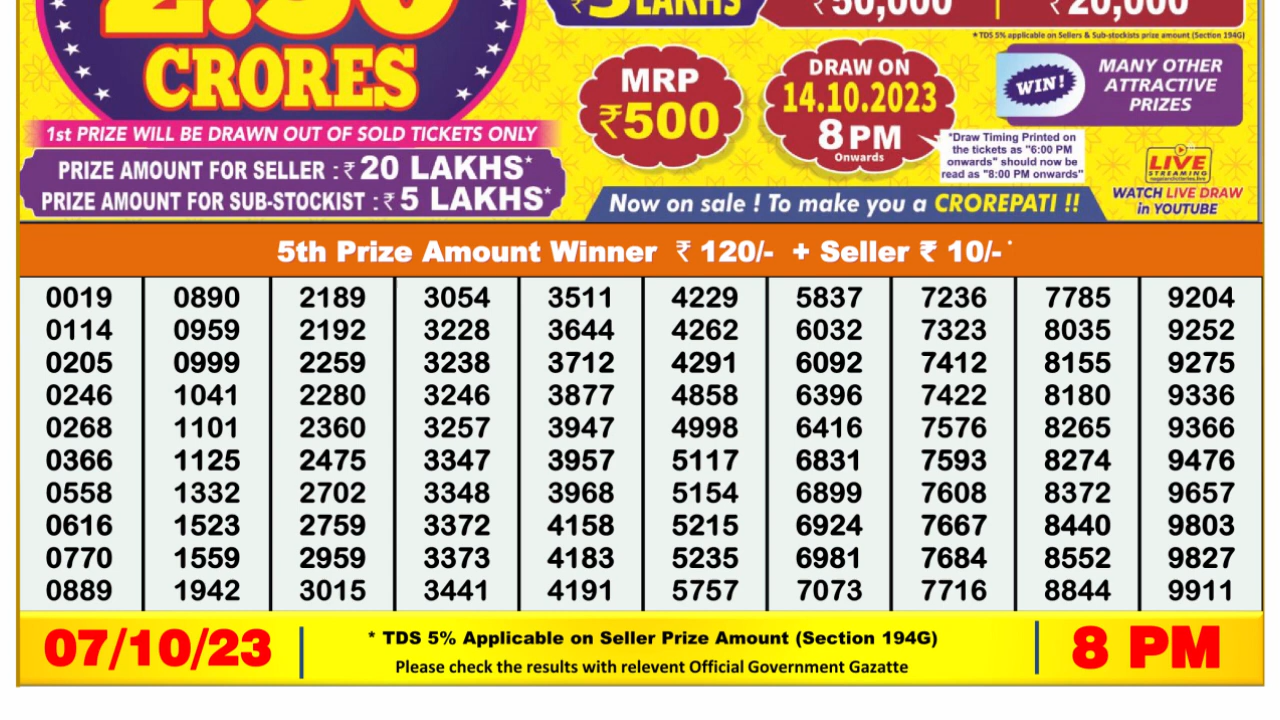 2.50
CRORES
1st PRIZE WILL BE DRAWN OUT OF SOLD TICKETS ONLY
PRIZE AMOUNT FOR SELLER : ₹ 20 LAKHS*
PRIZE AMOUNT FOR SUB-STOCKIST : ₹ 5 LAKHS*
₹ 5 LAKHS
₹ 50,000
₹ 20,000
* TDS 5% applicable on Sellers & Sub-stockists prize amount (Section 194G)
MRP
₹500
DRAW ON
14.10.2023
8 PM
Onwards
"Draw Timing Printed on
the tickets as "6:00 PM
onwards" should now be
read as "8:00 PM onwards"
WIN!
MANY OTHER
ATTRACTIVE
PRIZES
LIVE
STREAMING
WATCH LIVE DRAW
in YOUTUBE
Now on sale ! To make you a CROREPATI !!
5th Prize Amount Winner ₹ 120/- + Seller ₹ 10/- *
0019 0890 2189 3054 3511 4229 5837 7236 7785 9204
0114 0959 2192 3228 3644 4262 6032 7323 8035 9252
0205 0999 2259 3238 3712 4291 6092 7412 8155 9275
0246 1041 2280 3246 3877 4858 6396 7422 8180 9336
0268 1101 2360 3257 3947 4998 6416 7576 8265 9366
0366 1125 2475 3347 3957 5117 6831 7593 8274 9476
0558 1332 2702 3348 3968 5154 6899 7608 8372 9657
0616 1523 2759 3372 4158 5215 6924 7667 8440 9803
0770 1559 2959 3373 4183 5235 6981 7684 8552 9827
0889 1942 3015 3441 4191 5757 7073 7716 8844 9911
07/10/23
* TDS 5% Applicable on Seller Prize Amount (Section 194G)
Please check the results with relevent Official Government Gazatte
8 PM